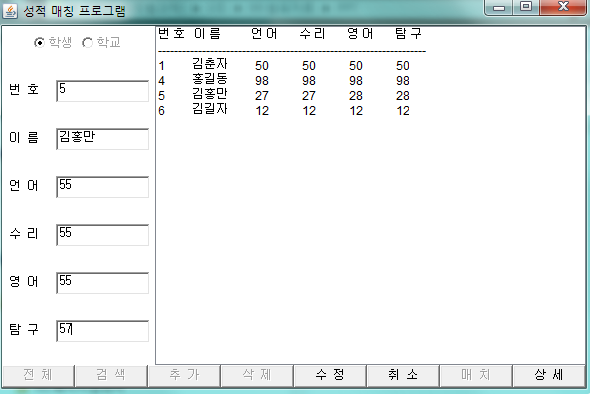 성적 매칭 프로그램
학생 학교
번 호 이 름 언 어 수 리 영 어 탐 구
1 김춘자 50 50 50 50
4 홍길동 98 98 98 98
5 김홍만 27 27 28 28
6 김길자 12 12 12 12
번 호 5
이 름 김홍만
언 어 55
수 리 55
영 어 55
탐 구 57
전 체 검 색 추 가 삭 제 수 정 취 소 매 치 상 세